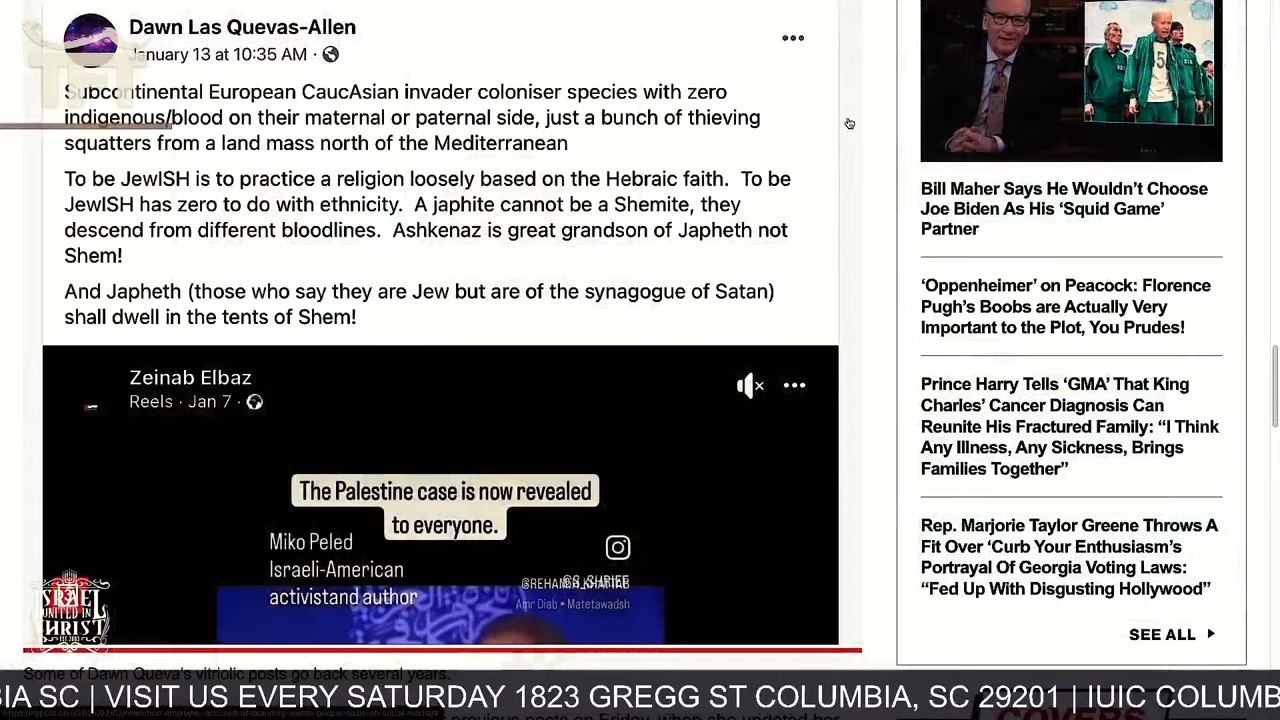 Dawn Las Quevas-Allen
January 13 at 10:35 AM ·
Subcontinental European CaucAsian invader coloniser species with zero
indigenous/blood on their maternal or paternal side, just a bunch of thieving
squatters from a land mass north of the Mediterranean
To be JewISH is to practice a religion loosely based on the Hebraic faith. To be
JewISH has zero to do with ethnicity. A japhite cannot be a Shemite, they
descend from different bloodlines. Ashkenaz is great grandson of Japheth not
Shem!
And Japheth (those who say they are Jew but are of the synagogue of Satan)
shall dwell in the tents of Shem!
Zeinab Elbaz
Reels · Jan 7 ·
The Palestine case is now revealed
to everyone.
Miko Peled
Israeli-American
activistand author
Amr Diab • Matetawadsh
ISRAEL
UNITED IN
CHRIST
Some of Dawn Queva's vitriolic posts go back several years.
Bill Maher Says He Wouldn't Choose
Joe Biden As His 'Squid Game'
Partner
'Oppenheimer' on Peacock: Florence
Pugh's Boobs are Actually Very
Important to the Plot, You Prudes!
Prince Harry Tells 'GMA' That King
Charles' Cancer Diagnosis Can
Reunite His Fractured Family: "I Think
Any Illness, Any Sickness, Brings
Families Together"
Rep. Marjorie Taylor Greene Throws A
Fit Over 'Curb Your Enthusiasm's
Portrayal Of Georgia Voting Laws:
"Fed Up With Disgusting Hollywood"
SEE ALL
BIA SC | VISIT US EVERY SATURDAY 1823 GREGG ST COLUMBIA, SC 29201 | IUIC COLUMB